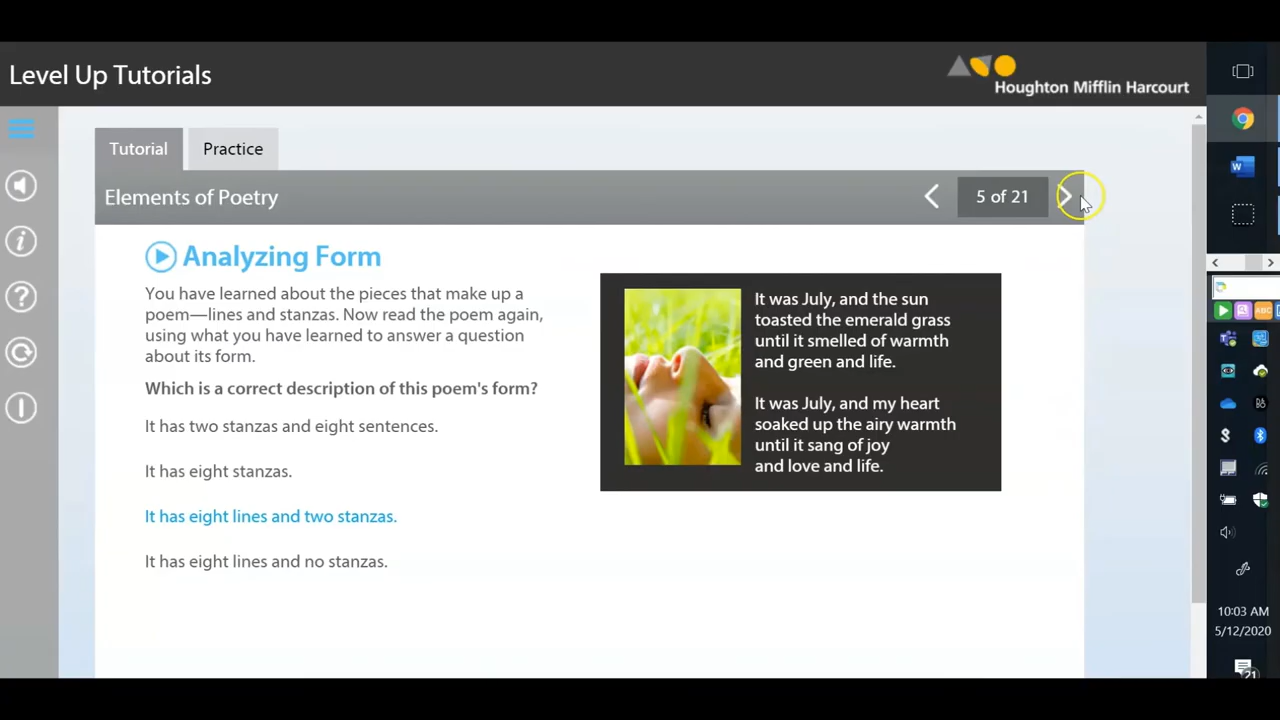 Level Up Tutorials
Houghton Mifflin Harcourt
Tutorial
Practice
Elements of Poetry
5 of 21
Analyzing Form
You have learned about the pieces that make up a
poem—lines and stanzas. Now read the poem again,
using what you have learned to answer a question
about its form.
Which is a correct description of this poem's form?
It has two stanzas and eight sentences.
It has eight stanzas.
It has eight lines and two stanzas.
It has eight lines and no stanzas.
It was July, and the sun
toasted the emerald grass
until it smelled of warmth
and green and life.
It was July, and my heart
soaked up the airy warmth
until it sang of joy
and love and life.
W
ABC
10:03 AM
5/12/2020
21